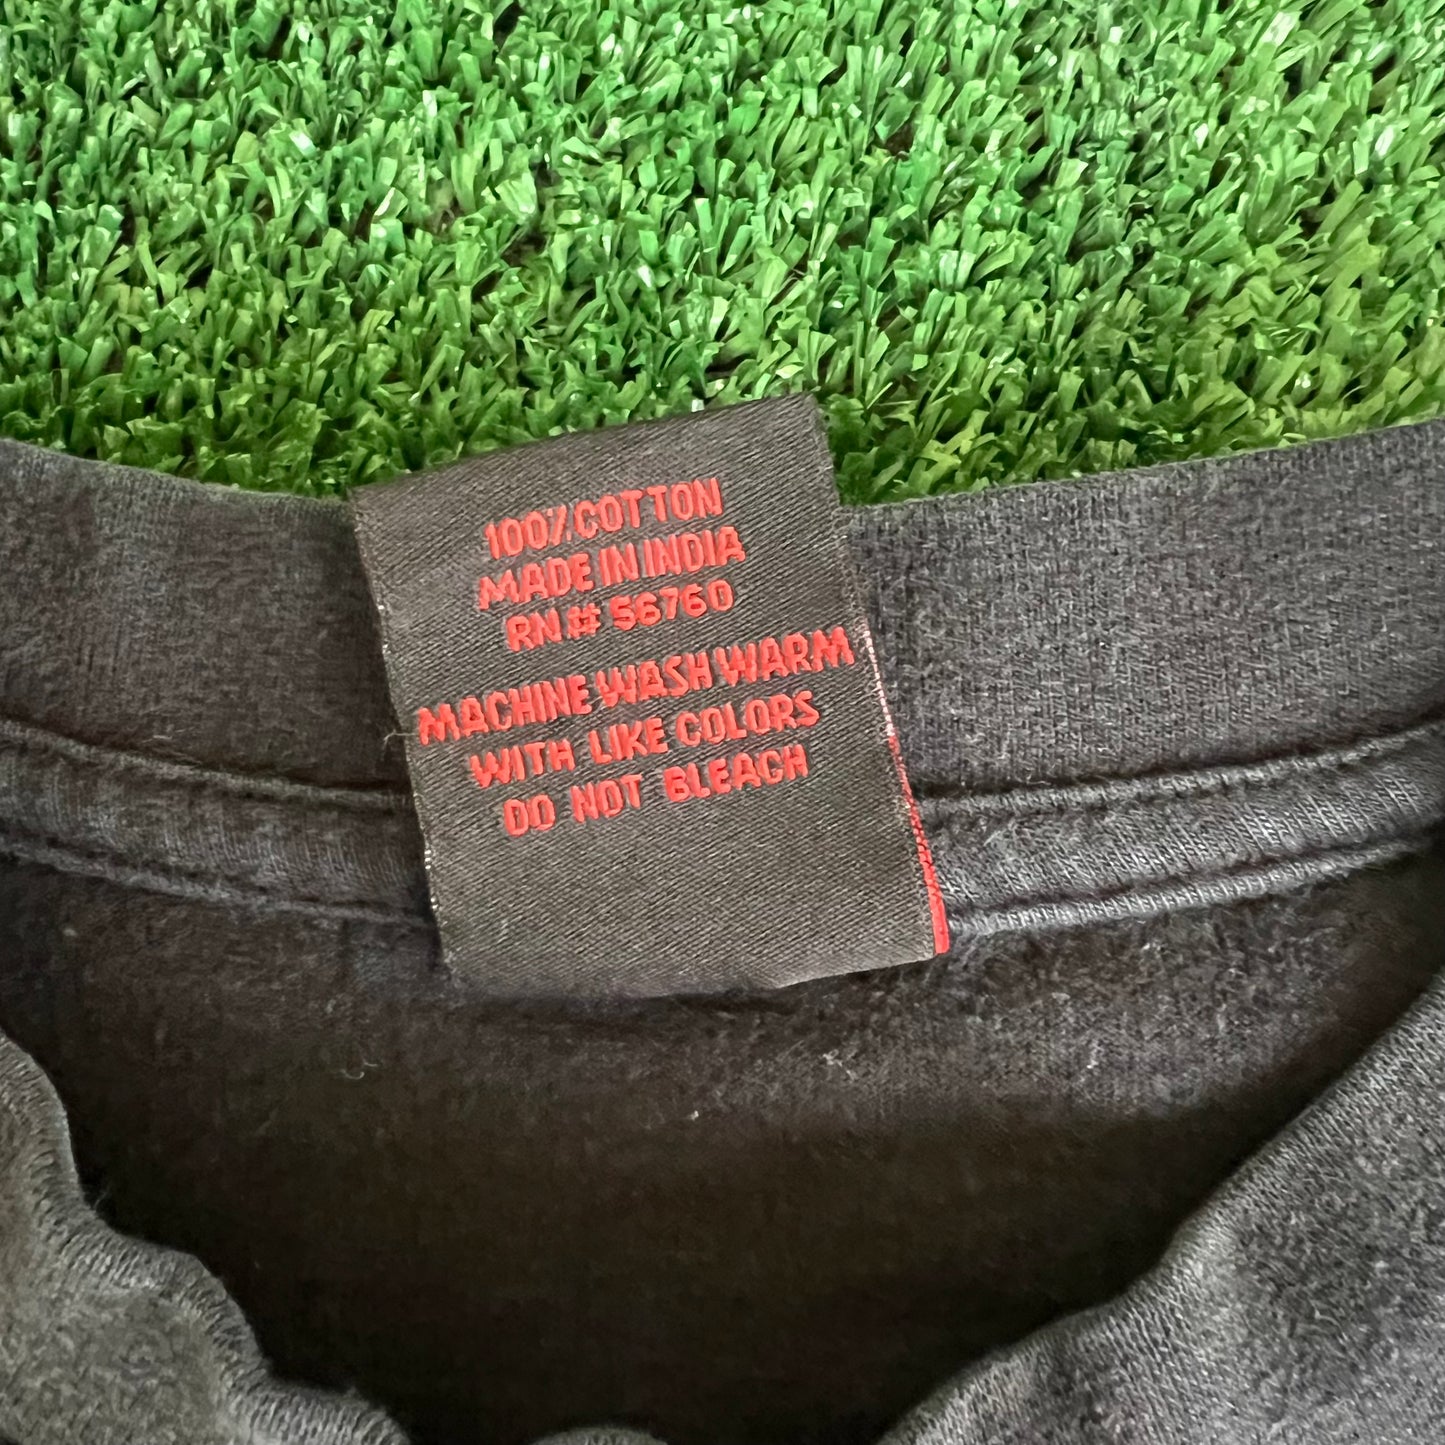 100% COTTON
MADE IN INDIA
RN# 56760
MACHINE WASH WARM
WITH LIKE COLORS
DO NOT BLEACH